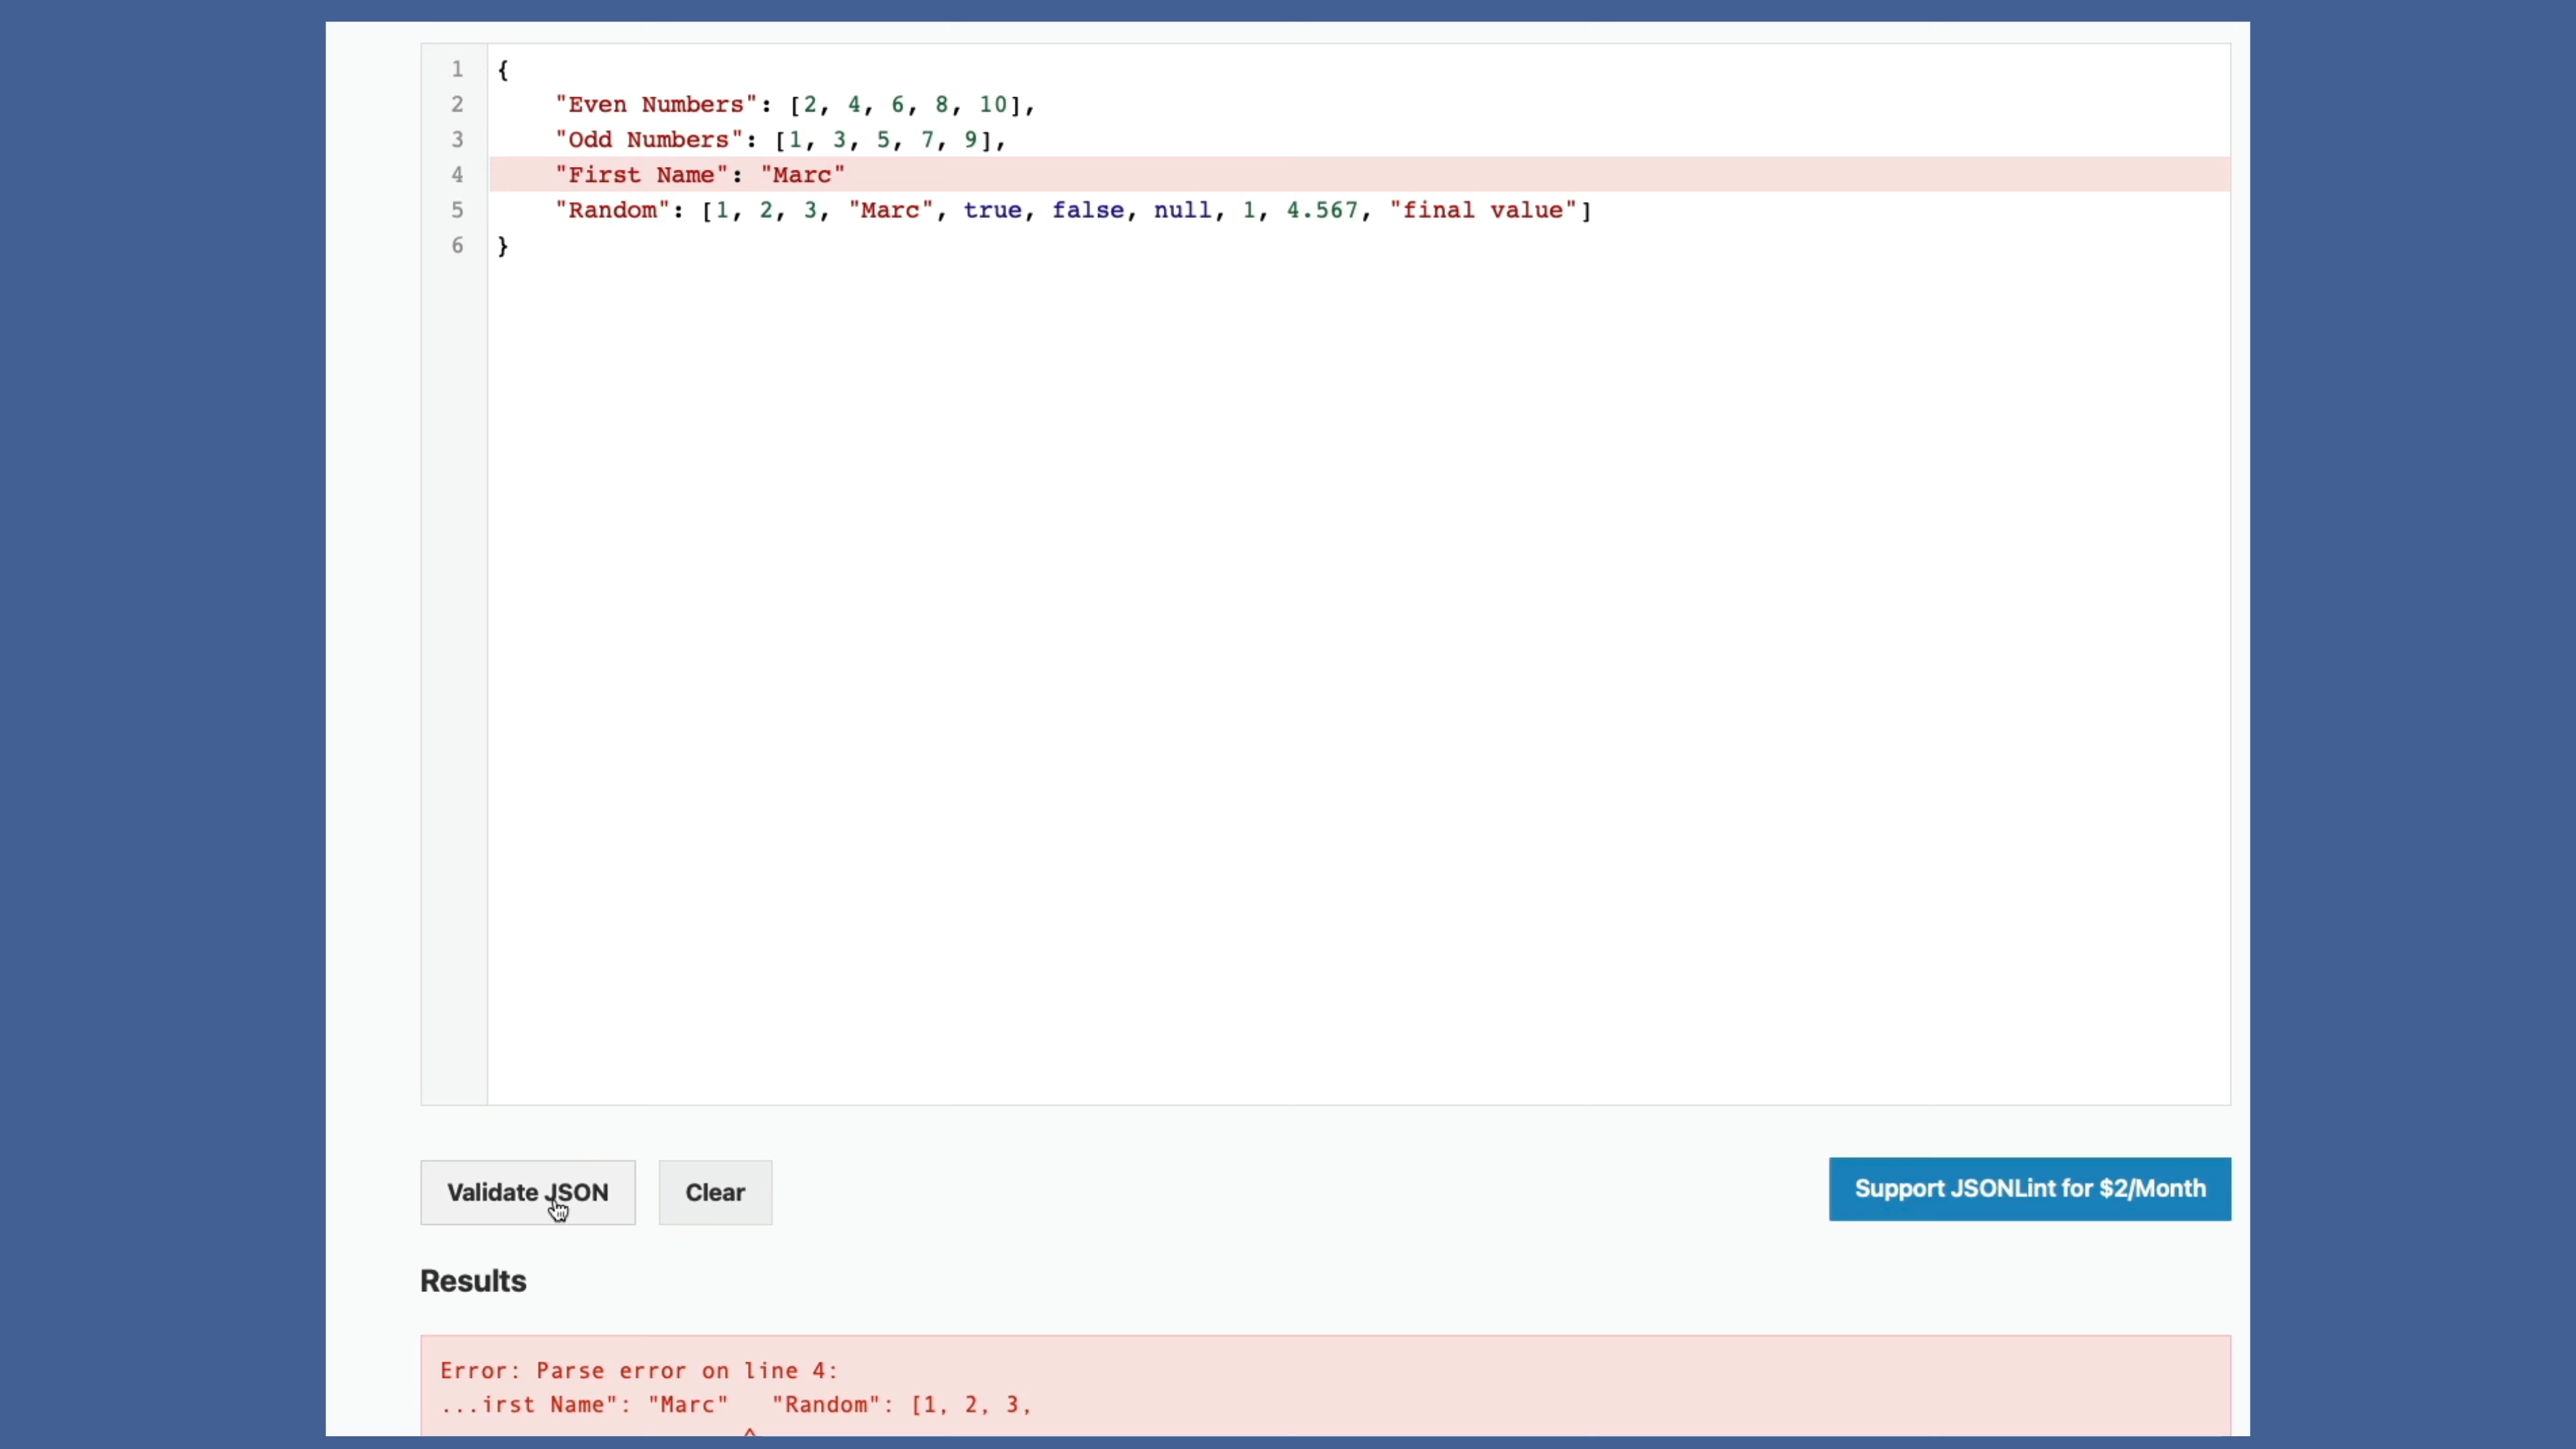 1 {
2 "Even Numbers": [2, 4, 6, 8, 10],
3 "Odd Numbers": [1, 3, 5, 7, 9],
4 "First Name": "Marc"
5 "Random": [1, 2, 3, "Marc", true, false, null, 1, 4.567, "final value"]
6 }
Validate JSON Clear Support JSONLint for $2/Month
Results
Error: Parse error on line 4:
...irst Name": "Marc"   "Random": [1, 2, 3,
^